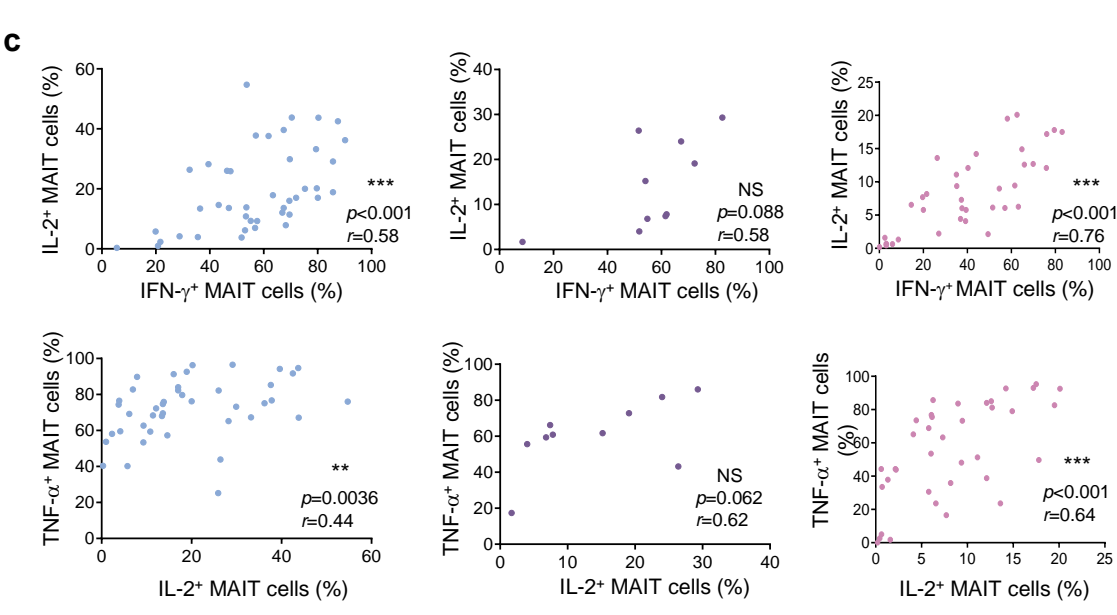 c
IL-2⁺ MAIT cells (%)
60
40
20
0
0 20 40 60 80 100
IFN-γ⁺ MAIT cells (%)
***
p<0.001
r=0.58
IL-2⁺ MAIT cells (%)
40
30
20
10
0
0 20 40 60 80 100
IFN-γ⁺ MAIT cells (%)
NS
p=0.088
r=0.58
IL-2⁺ MAIT cells (%)
25
20
15
10
5
0
0 20 40 60 80 100
IFN-γ⁺ MAIT cells (%)
***
p<0.001
r=0.76
TNF-α⁺ MAIT cells (%)
100
80
60
40
20
0
0 20 40 60
IL-2⁺ MAIT cells (%)
**
p=0.0036
r=0.44
TNF-α⁺ MAIT cells (%)
100
80
60
40
20
0
0 10 20 30 40
IL-2⁺ MAIT cells (%)
NS
p=0.062
r=0.62
TNF-α⁺ MAIT cells
(%)
100
80
60
40
20
0
0 5 10 15 20 25
IL-2⁺ MAIT cells (%)
***
p<0.001
r=0.64